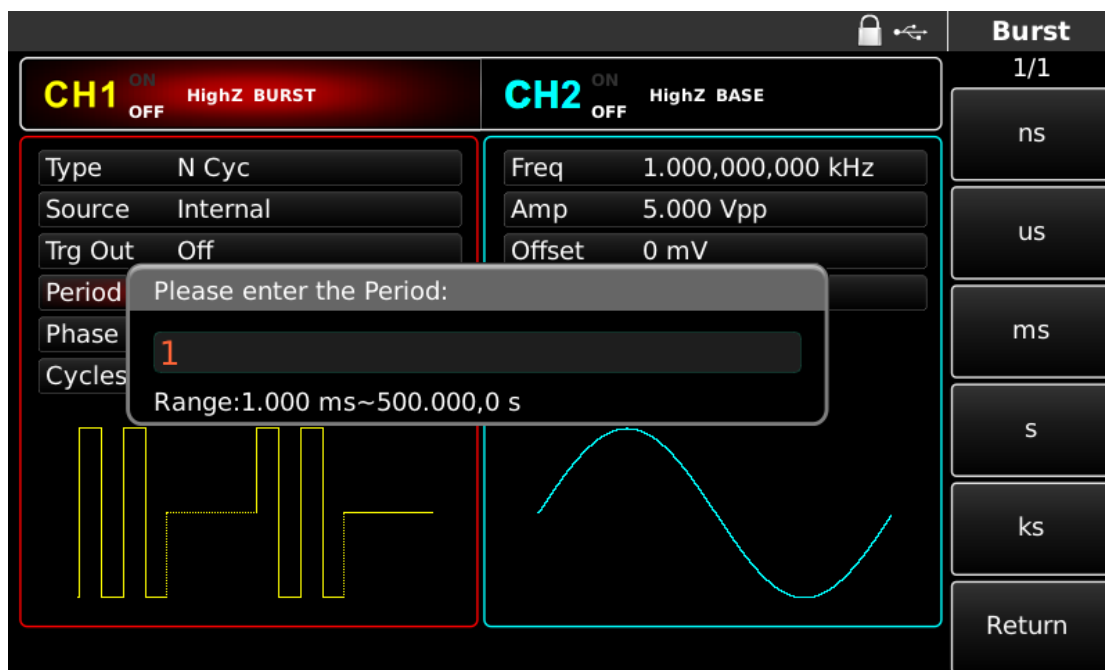 Burst
1/1
CH1 ON OFF HighZ BURST
CH2 ON OFF HighZ BASE
Type N Cyc
Source Internal
Trg Out Off
Period
Phase
Cycles
Freq 1.000,000,000 kHz
Amp 5.000 Vpp
Offset 0 mV
Please enter the Period:
1
Range:1.000 ms~500.000,0 s
ns
us
ms
s
ks
Return